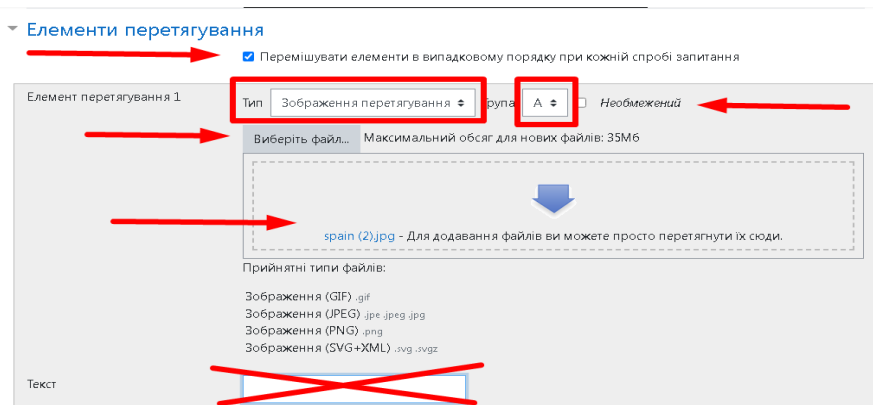 Елементи перетягування
Перемішувати елементи в випадковому порядку при кожній спробі запитання
Елемент перетягування 1
Тип Зображення перетягування Група A Необмежений
Виберіть файл... Максимальний обсяг для нових файлів: 35Мб
spain (2).jpg - Для додавання файлів ви можете просто перетягнути їх сюди.
Прийнятні типи файлів:
Зображення (GIF) .gif
Зображення (JPEG) .jpe .jpeg .jpg
Зображення (PNG) .png
Зображення (SVG+XML) .svg .svgz
Текст